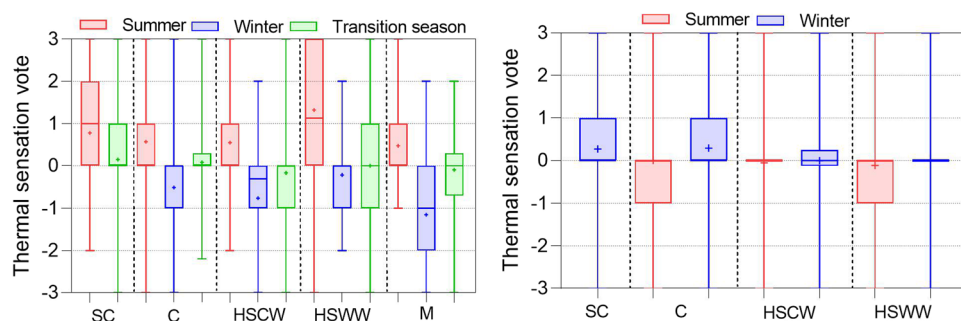 Summer Winter Transition season
Thermal sensation vote
3
2
1
0
-1
-2
-3
SC C HSCW HSWW M
Summer Winter
Thermal sensation vote
3
2
1
0
-1
-2
-3
SC C HSCW HSWW